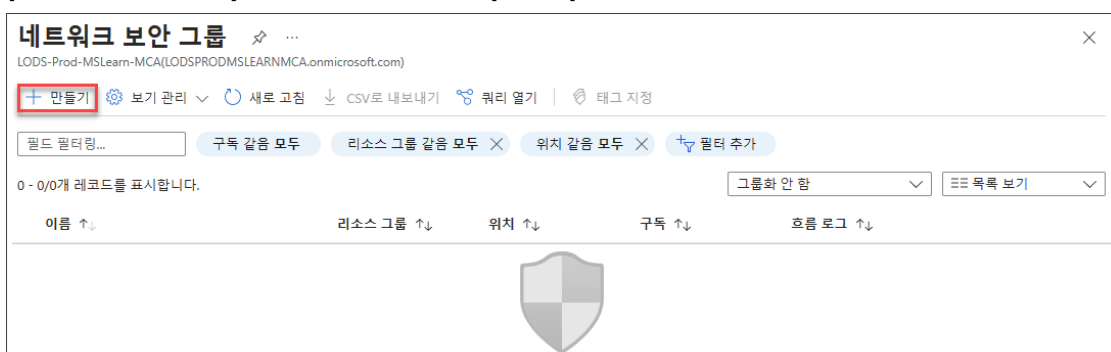 네트워크 보안 그룹
LODS-Prod-MSLearn-MCA(LODSPRODMSLEARNMCA.onmicrosoft.com)
+ 만들기 보기 관리 새로 고침 CSV로 내보내기 쿼리 열기 태그 지정
필드 필터링... 구독 같음 모두 리소스 그룹 같음 모두 위치 같음 모두 필터 추가
0 - 0/0개 레코드를 표시합니다. 그룹화 안 함 목록 보기
이름 ↑↓ 리소스 그룹 ↑↓ 위치 ↑↓ 구독 ↑↓ 흐름 로그 ↑↓